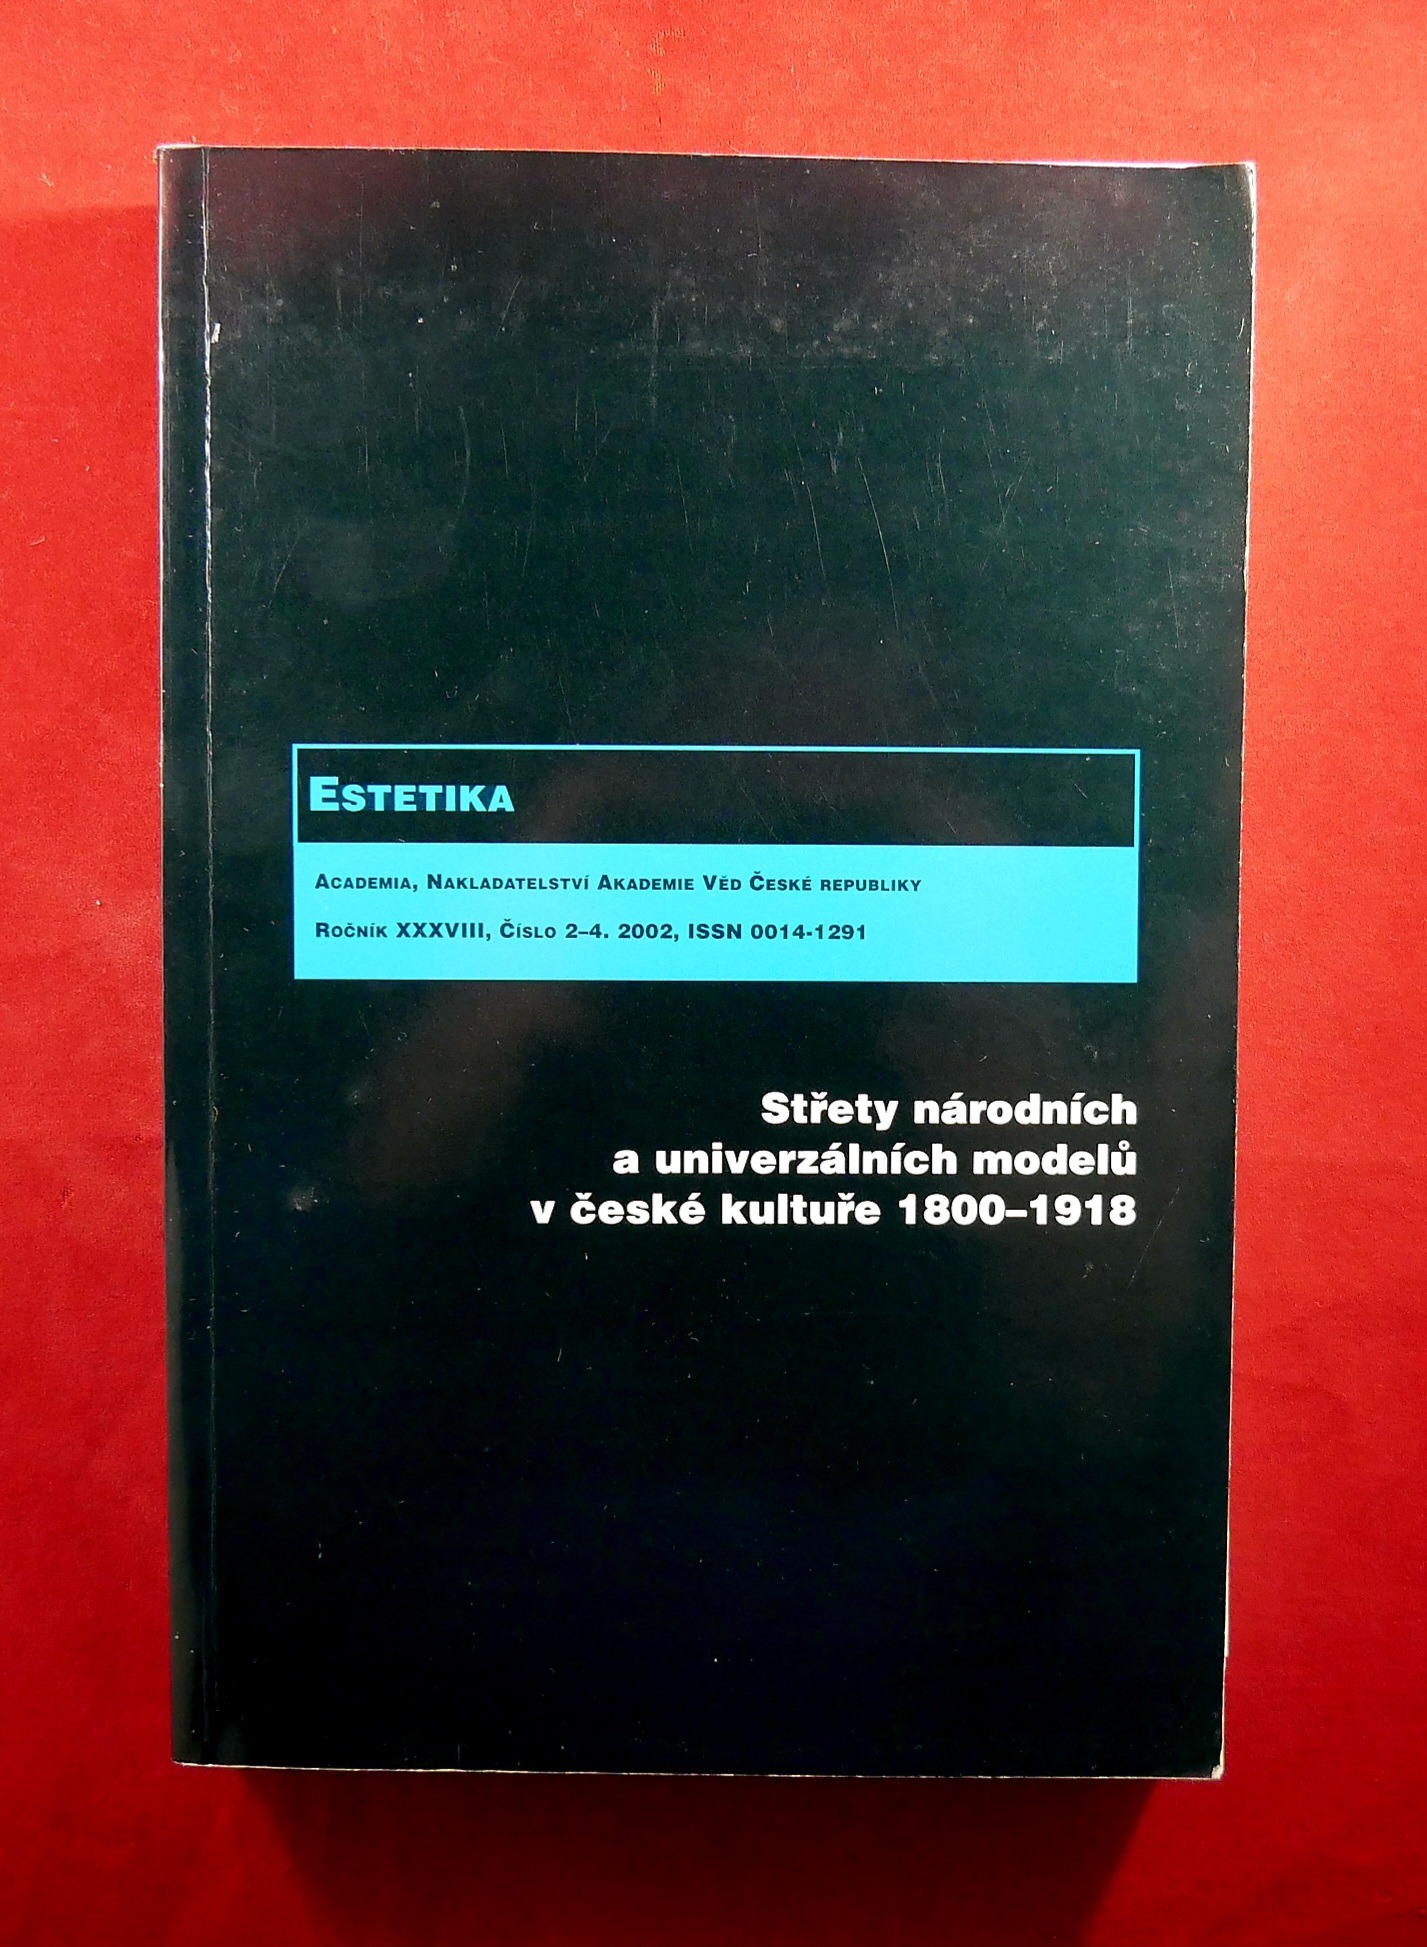 Estetika
Academia, Nakladatelství Akademie Věd České republiky
Ročník XXXVIII, Číslo 2–4. 2002, ISSN 0014-1291
Střety národních
a univerzálních modelů
v české kultuře 1800–1918